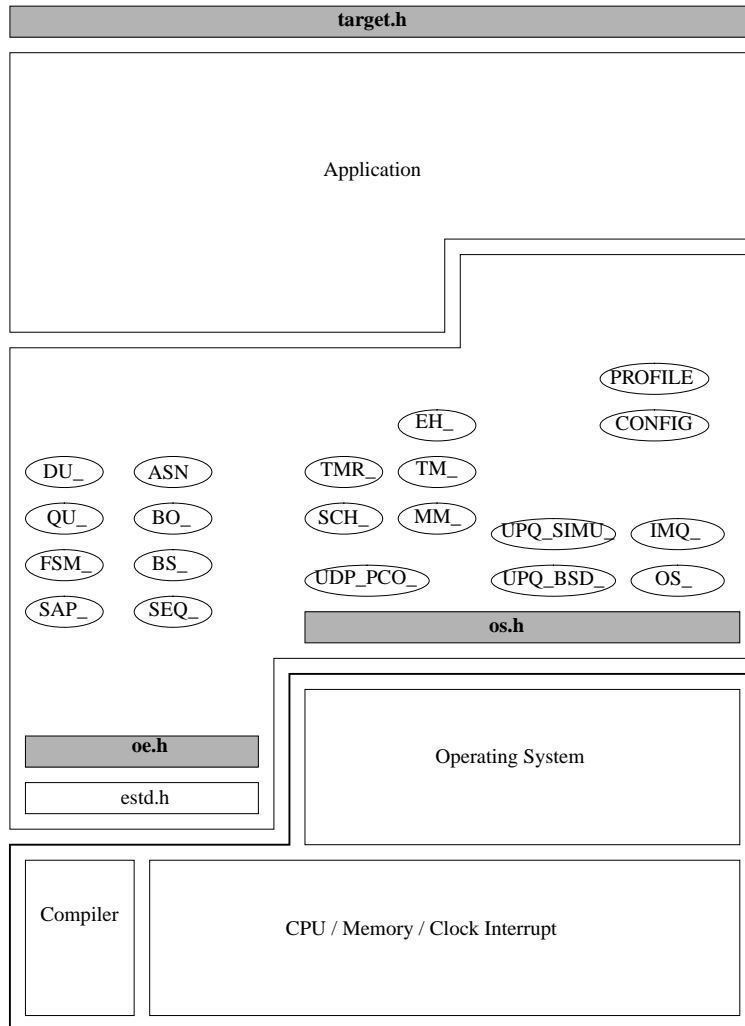 target.h
Application
PROFILE
EH_
CONFIG
DU_
ASN
TMR_
TM_
QU_
BO_
SCH_
MM_
UPQ_SIMU_
IMQ_
FSM_
BS_
UDP_PCO_
UPQ_BSD_
OS_
SAP_
SEQ_
os.h
oe.h
Operating System
estd.h
Compiler
CPU / Memory / Clock Interrupt